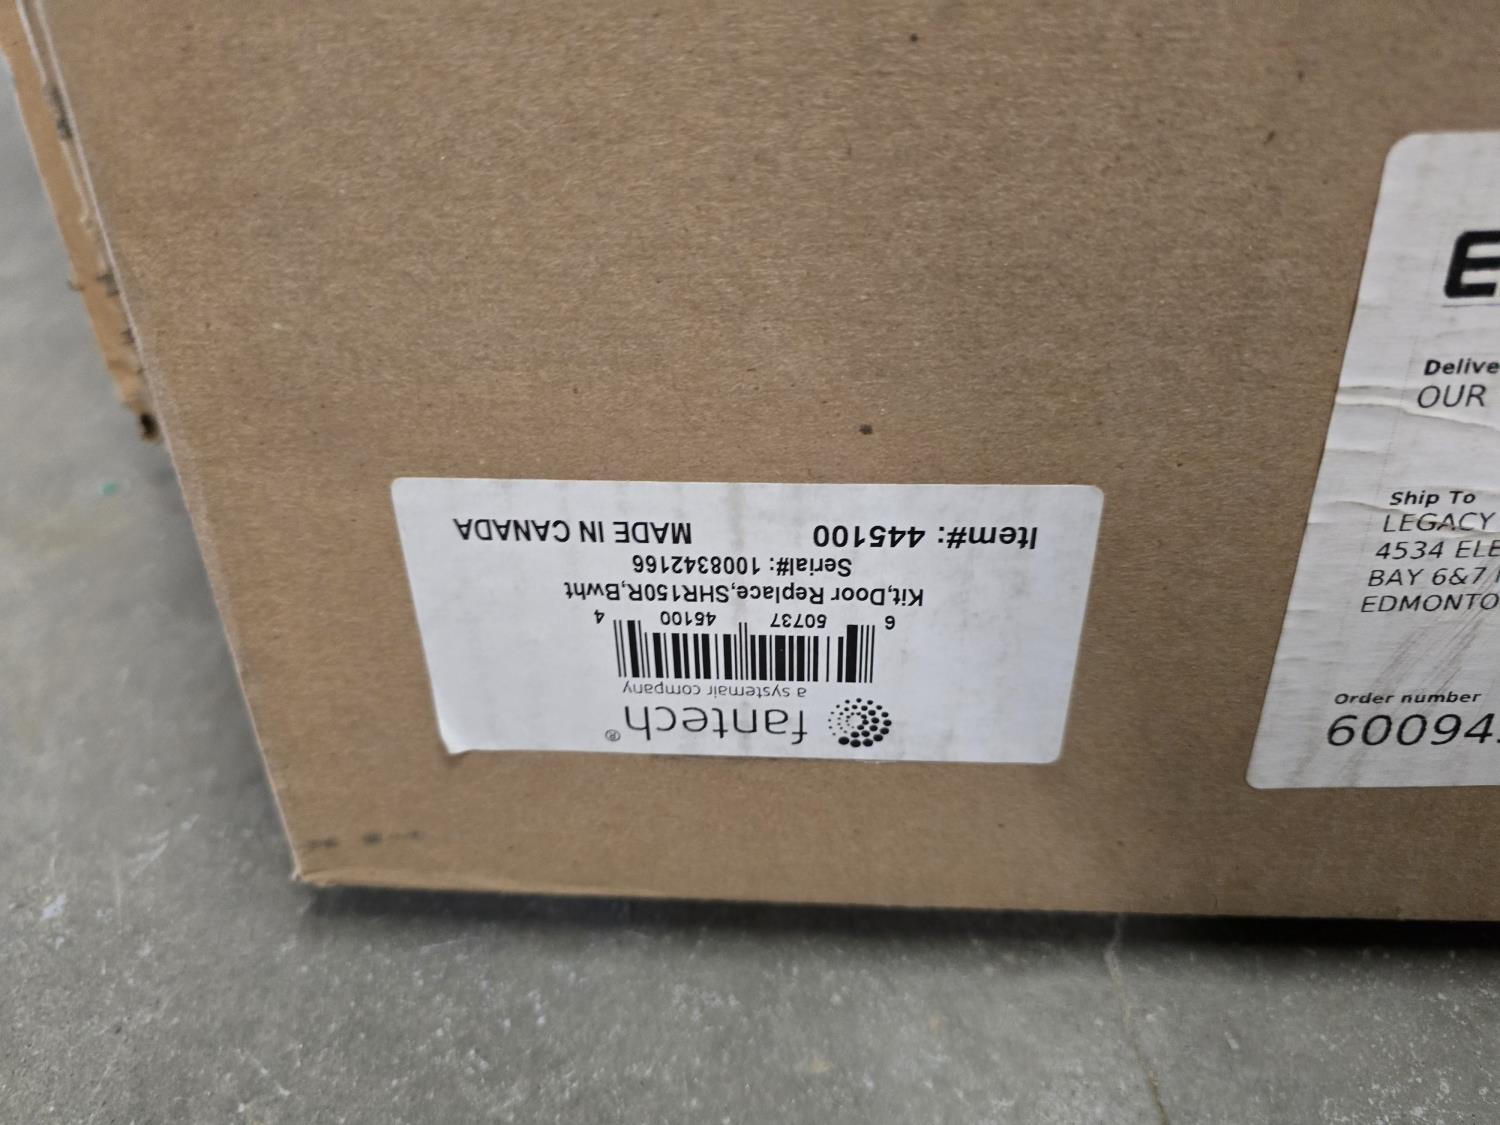 fantech®
a systemair company
6 50737 45100 4
Kit,Door Replace,SHR150R,Bwht
Serial#: 1008342166
Item#: 445100 MADE IN CANADA
E
Delive
OUR
Ship To
LEGACY
4534 ELE
BAY 6&7
EDMONTO
Order number
60094